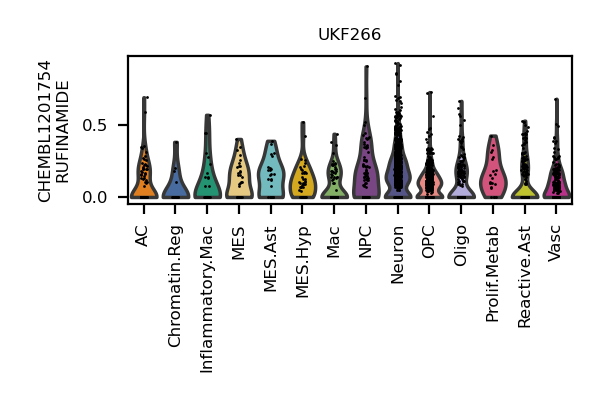 UKF266
CHEMBL1201754
RUFINAMIDE
0.5
0.0
AC
Chromatin.Reg
Inflammatory.Mac
MES
MES.Ast
MES.Hyp
Mac
NPC
Neuron
OPC
Oligo
Prolif.Metab
Reactive.Ast
Vasc